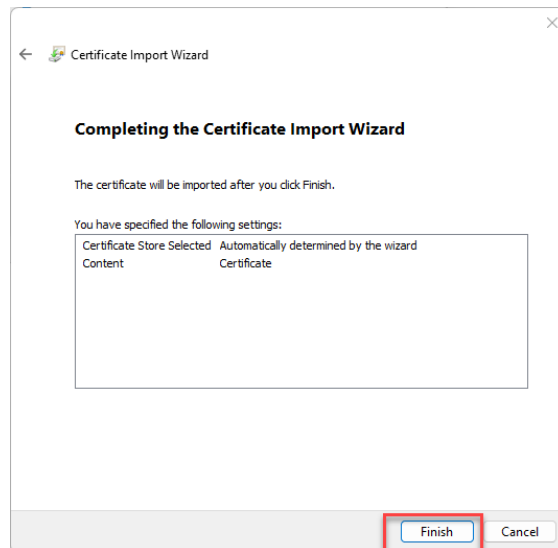 Certificate Import Wizard
Completing the Certificate Import Wizard
The certificate will be imported after you click Finish.
You have specified the following settings:
Certificate Store Selected Automatically determined by the wizard
Content Certificate
Finish Cancel